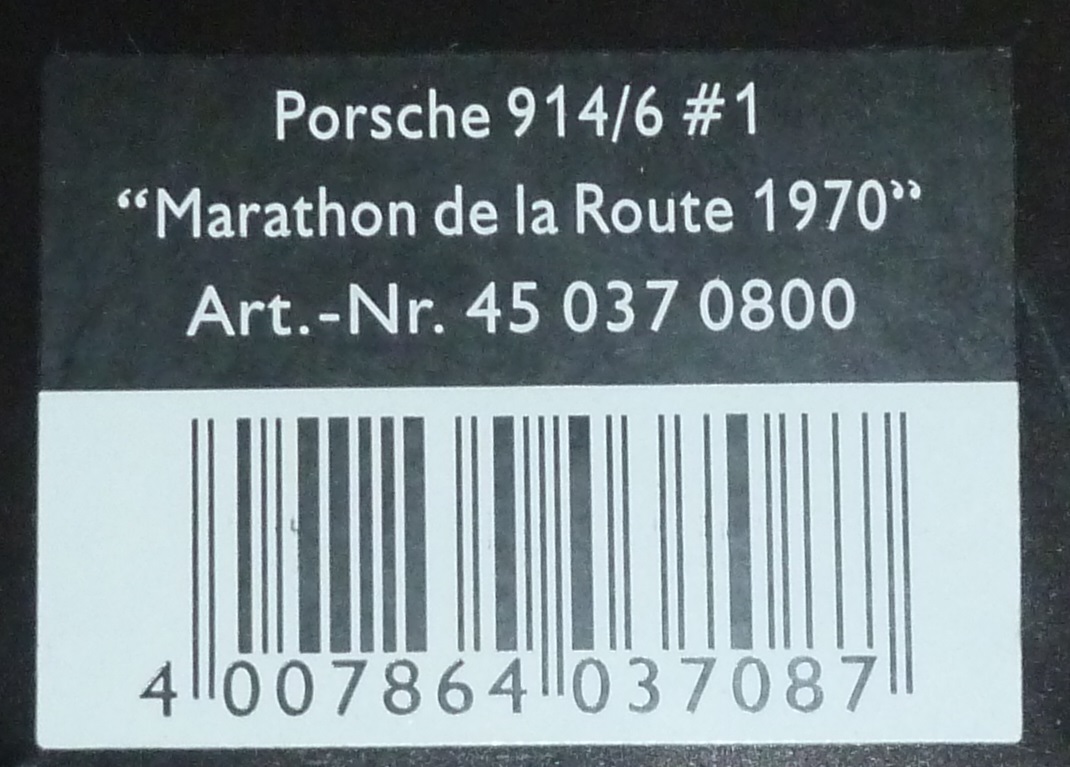 Porsche 914/6 #1
“Marathon de la Route 1970”
Art.-Nr. 45 037 0800
4 007864 037087